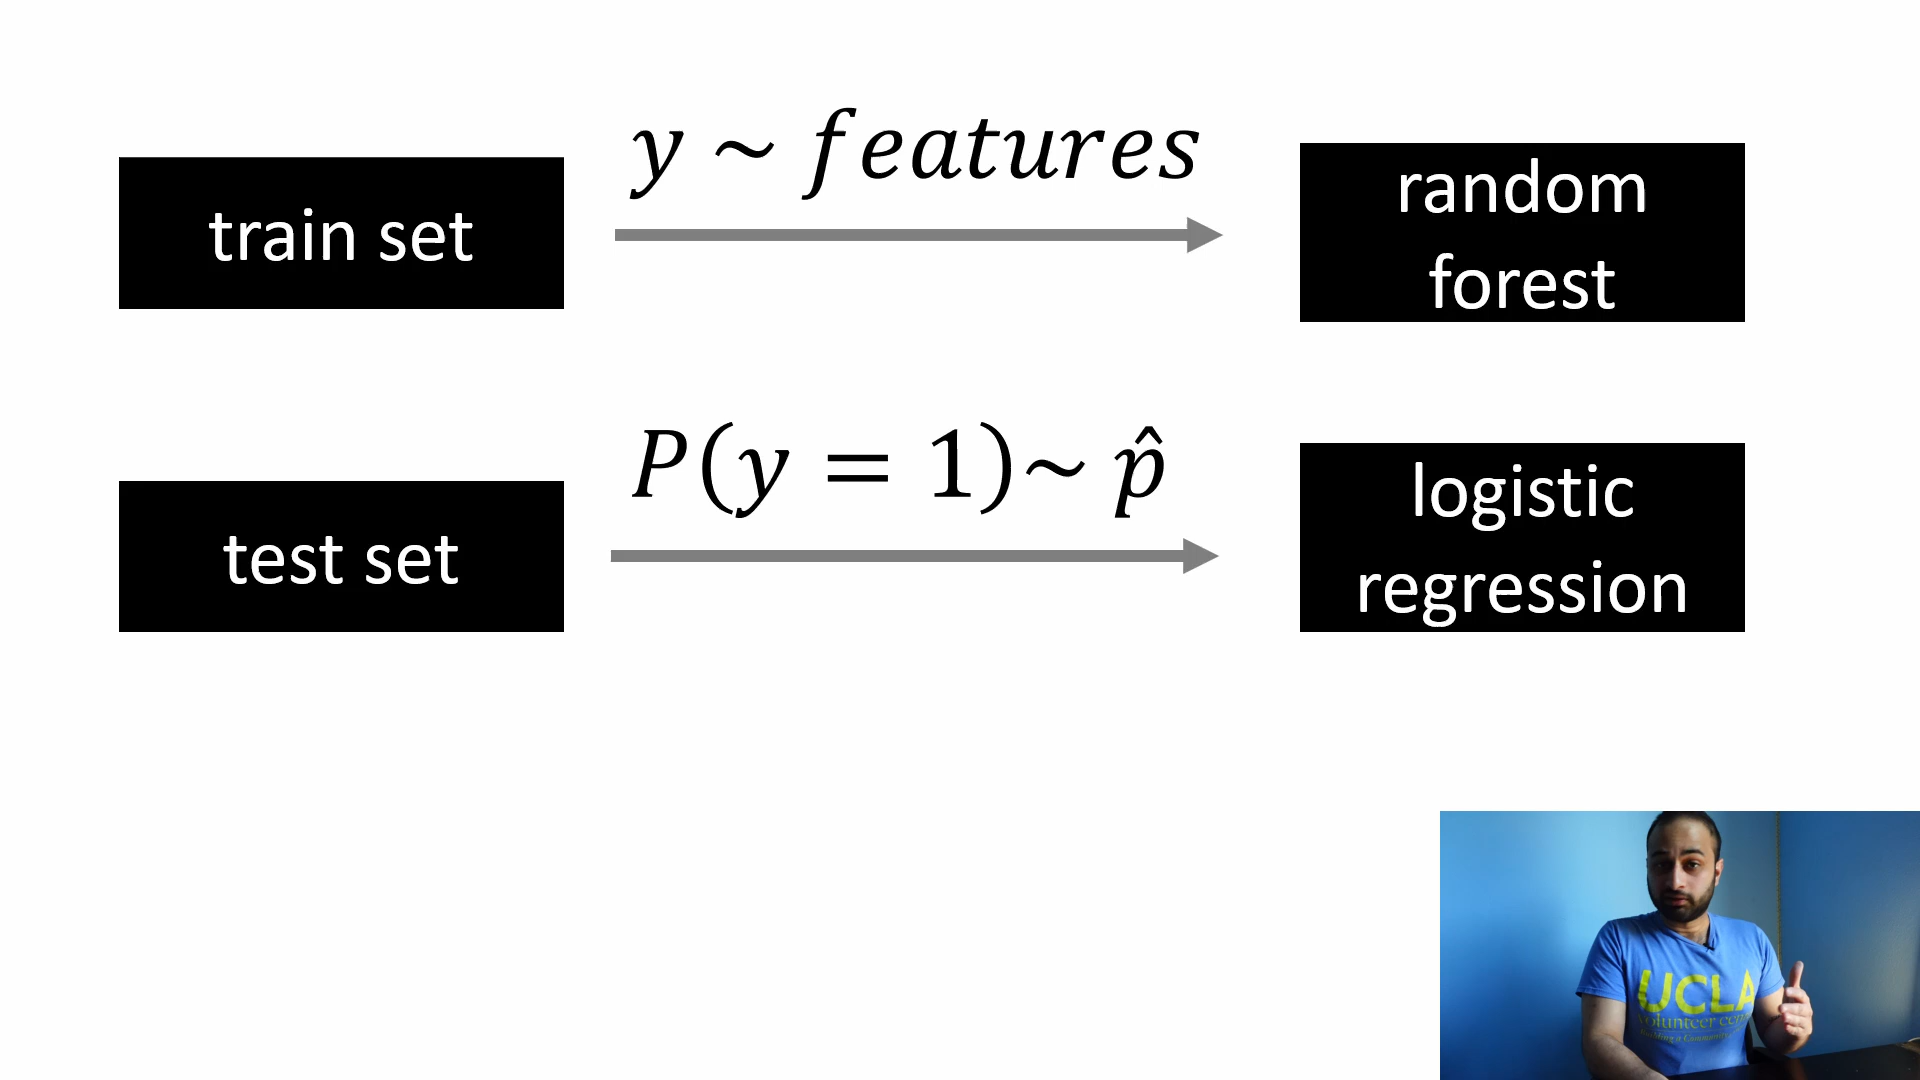 train set
y ~ features
random
forest
test set
P(y = 1)~ p̂
logistic
regression
UCLA